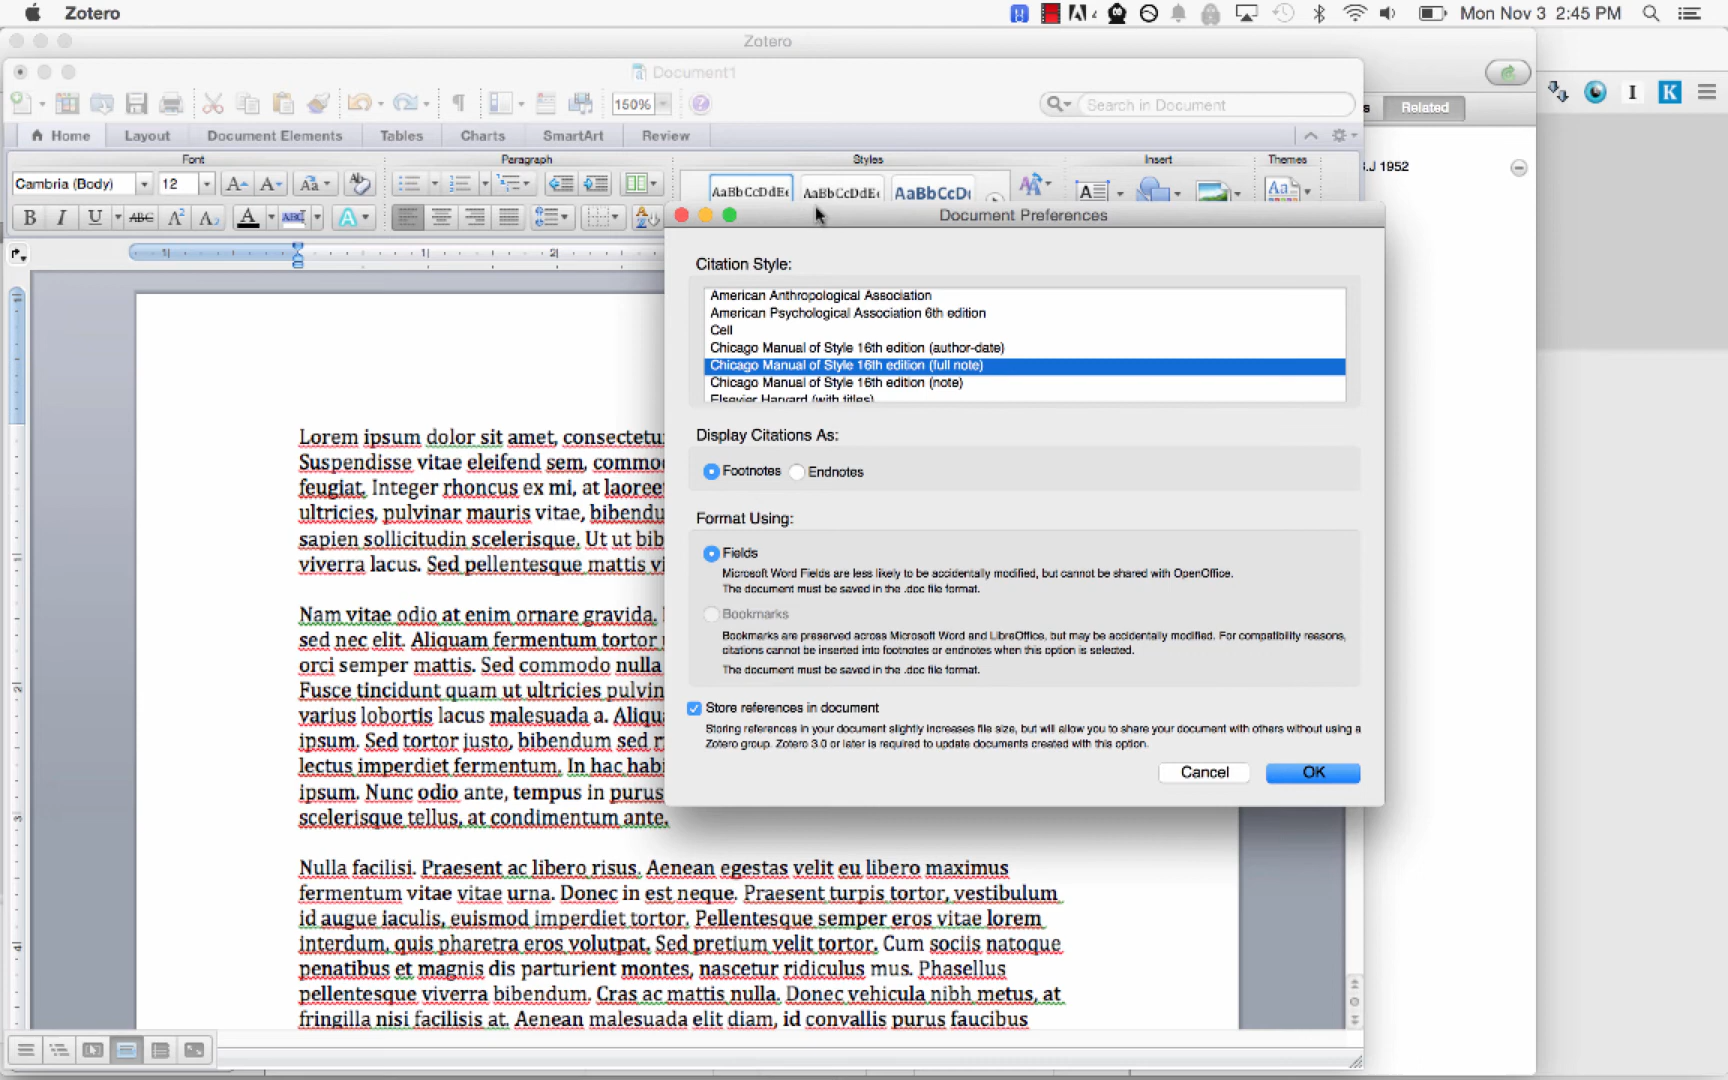 Zotero
Mon Nov 3 2:45 PM
Zotero
Document1
150%
Search in Document
Related
Home
Layout
Document Elements
Tables
Charts
SmartArt
Review
Font
Paragraph
Styles
Insert
Themes
Cambria (Body)
12
AaBbCcDdEe
AaBbCcDdEe
AaBbCcDd
.J 1952
Document Preferences
Citation Style:
American Anthropological Association
American Psychological Association 6th edition
Cell
Chicago Manual of Style 16th edition (author-date)
Chicago Manual of Style 16th edition (full note)
Chicago Manual of Style 16th edition (note)
Elsevier Harvard (with titles)
Display Citations As:
Footnotes
Endnotes
Format Using:
Fields
Microsoft Word Fields are less likely to be accidentally modified, but cannot be shared with OpenOffice.
The document must be saved in the .doc file format.
Bookmarks
Bookmarks are preserved across Microsoft Word and LibreOffice, but may be accidentally modified. For compatibility reasons,
citations cannot be inserted into footnotes or endnotes when this option is selected.
The document must be saved in the .doc file format.
Store references in document
Storing references in your document slightly increases file size, but will allow you to share your document with others without using a
Zotero group. Zotero 3.0 or later is required to update documents created with this option.
Cancel
OK
Lorem ipsum dolor sit amet, consectetu
Suspendisse vitae eleifend sem, commo
feugiat. Integer rhoncus ex mi, at laoree
ultricies, pulvinar mauris vitae, bibendu
sapien sollicitudin scelerisque. Ut ut bib
viverra lacus. Sed pellentesque mattis vi
Nam vitae odio at enim ornare gravida.
sed nec elit. Aliquam fermentum tortor
orci semper mattis. Sed commodo nulla
Fusce tincidunt quam ut ultricies pulvin
varius lobortis lacus malesuada a. Aliqu
ipsum. Sed tortor justo, bibendum sed
lectus imperdiet fermentum. In hac habi
ipsum. Nunc odio ante, tempus in purus
scelerisque tellus, at condimentum ante.
Nulla facilisi. Praesent ac libero risus. Aenean egestas velit eu libero maximus
fermentum vitae vitae urna. Donec in est neque. Praesent turpis tortor, vestibulum
id augue iaculis, euismod imperdiet tortor. Pellentesque semper eros vitae lorem
interdum, quis pharetra eros volutpat. Sed pretium velit tortor. Cum sociis natoque
penatibus et magnis dis parturient montes, nascetur ridiculus mus. Phasellus
pellentesque viverra bibendum. Cras ac mattis nulla. Donec vehicula nibh metus, at
fringilla nisi facilisis at. Aenean malesuada elit diam, id convallis purus faucibus